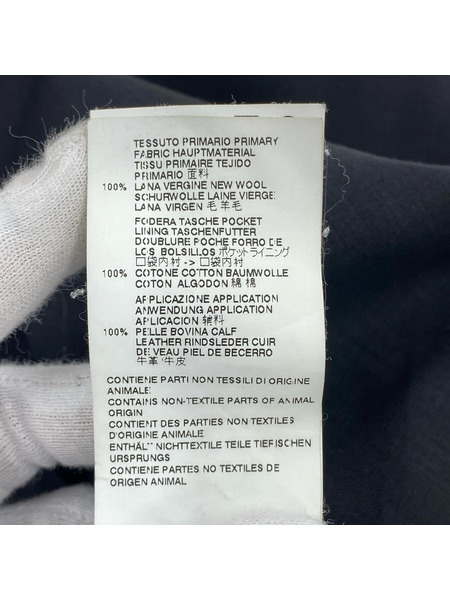 TESSUTO PRIMARIO PRIMARY
FABRIC HAUPTMATERIAL
TISSU PRIMAIRE TEJIDO
PRIMARIO 面料
100% LANA VERGINE NEW WOOL
SCHURWOLLE LAINE VIERGE
LANA VIRGEN 毛 羊毛
FODERA TASCHE POCKET
LINING TASCHENFUTTER
DOUBLURE POCHE FORRO DE
LOS BOLSILLOS ポケットライニング
口袋内村 -> 口袋内村
100% COTONE COTTON BAUMWOLLE
COTON ALGODON 綿 棉
APPLICAZIONE APPLICATION
ANWENDUNG APPLICATION
APLICACION 辅料
100% PELLE BOVINA CALF
LEATHER RINDSLEDER CUIR
DE VEAU PIEL DE BECERRO
牛革 牛皮
CONTIENE PARTI NON TESSILI DI ORIGINE
ANIMALE
CONTAINS NON-TEXTILE PARTS OF ANIMAL
ORIGIN
CONTIENT DES PARTIES NON TEXTILES
D'ORIGINE ANIMALE
ENTHÄLT NICHTTEXTILE TEILE TIEFISCHEN
URSPRUNGS
CONTIENE PARTES NO TEXTILES DE
ORIGEN ANIMAL